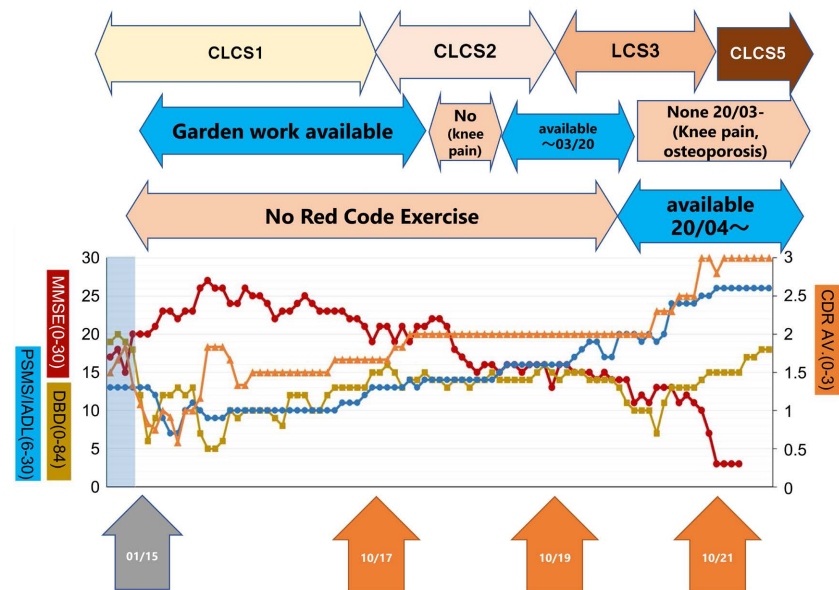 CLCS1
CLCS2
LCS3
CLCS5
Garden work available
No
(knee
pain)
available
～03/20
None 20/03-
(Knee pain,
osteoporosis)
No Red Code Exercise
available
20/04～
MMSE(0-30)
PSMS/IADL(6-30)
DBD(0-84)
30
25
20
15
10
5
0
3
2.5
2
1.5
1
0.5
0
CDR AV.(0-3)
01/15
10/17
10/19
10/21